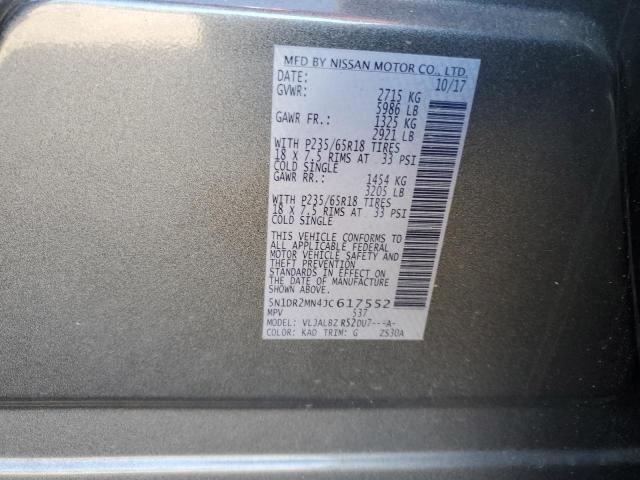 MFD BY NISSAN MOTOR CO., LTD.
DATE: 10/17
GVWR: 2715 KG
5986 LB
GAWR FR.: 1325 KG
2921 LB
WITH P235/65R18 TIRES
18 X 7.5 RIMS AT 33 PSI
COLD SINGLE
GAWR RR.: 1454 KG
3205 LB
WITH P235/65R18 TIRES
18 X 7.5 RIMS AT 33 PSI
COLD SINGLE
THIS VEHICLE CONFORMS TO
ALL APPLICABLE FEDERAL
MOTOR VEHICLE SAFETY AND
THEFT PREVENTION
STANDARDS IN EFFECT ON
THE DATE OF MANUFACTURE
SHOWN ABOVE.
5N1DR2MN4JC617552
MPV 537
MODEL: VLJALBZ R52DU7---A-
COLOR: KAD TRIM: G ZS30A